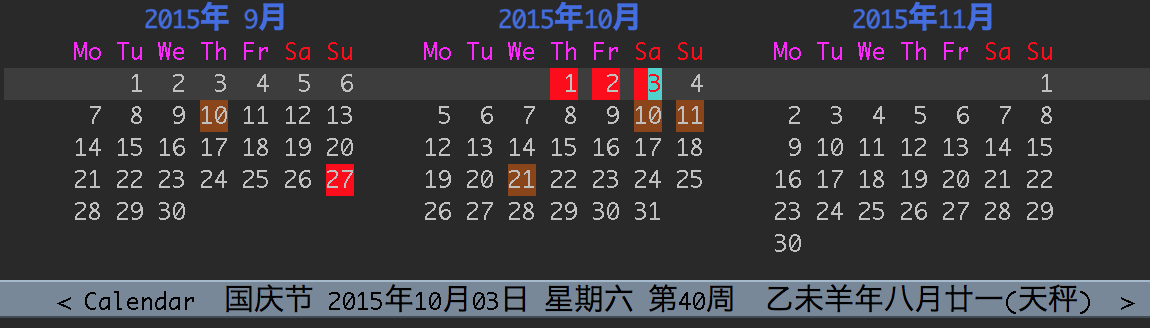 2015年 9月 2015年10月 2015年11月
Mo Tu We Th Fr Sa Su Mo Tu We Th Fr Sa Su Mo Tu We Th Fr Sa Su
1 2 3 4 5 6 1 2 3 4 1
7 8 9 10 11 12 13 5 6 7 8 9 10 11 2 3 4 5 6 7 8
14 15 16 17 18 19 20 12 13 14 15 16 17 18 9 10 11 12 13 14 15
21 22 23 24 25 26 27 19 20 21 22 23 24 25 16 17 18 19 20 21 22
28 29 30 26 27 28 29 30 31 23 24 25 26 27 28 29
30
< Calendar 国庆节 2015年10月03日 星期六 第40周 乙未羊年八月廿一(天秤) >